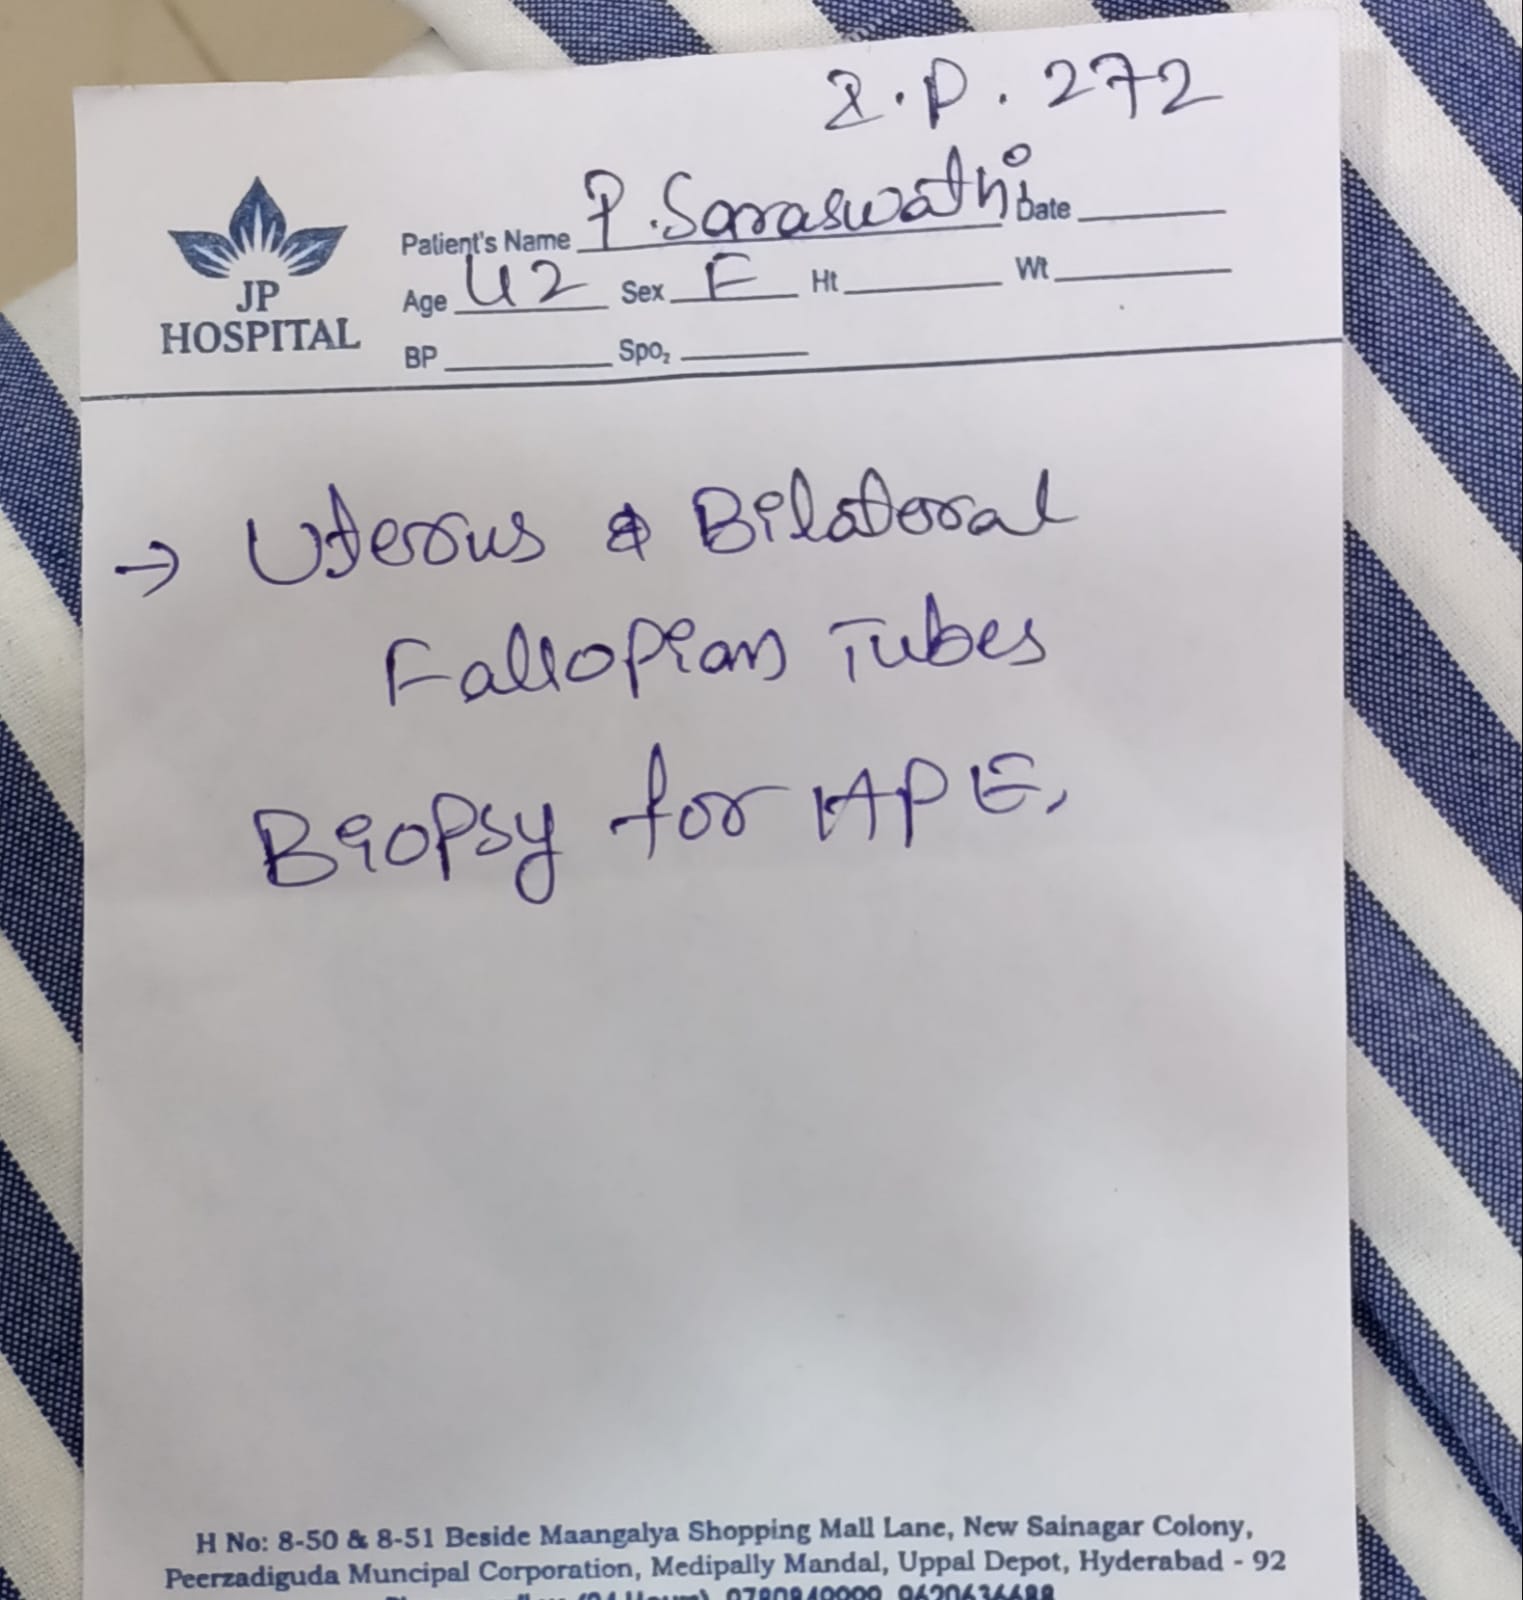 I.P. 272
JP
HOSPITAL
Patient's Name P. Saraswathi Date
Age 42 Sex F Ht Wt
BP Spo₂
→ Uterus & Bilateral
Fallopian Tubes
Biopsy for HPE,
H No: 8-50 & 8-51 Beside Maangalya Shopping Mall Lane, New Sainagar Colony,
Peerzadiguda Muncipal Corporation, Medipally Mandal, Uppal Depot, Hyderabad - 92